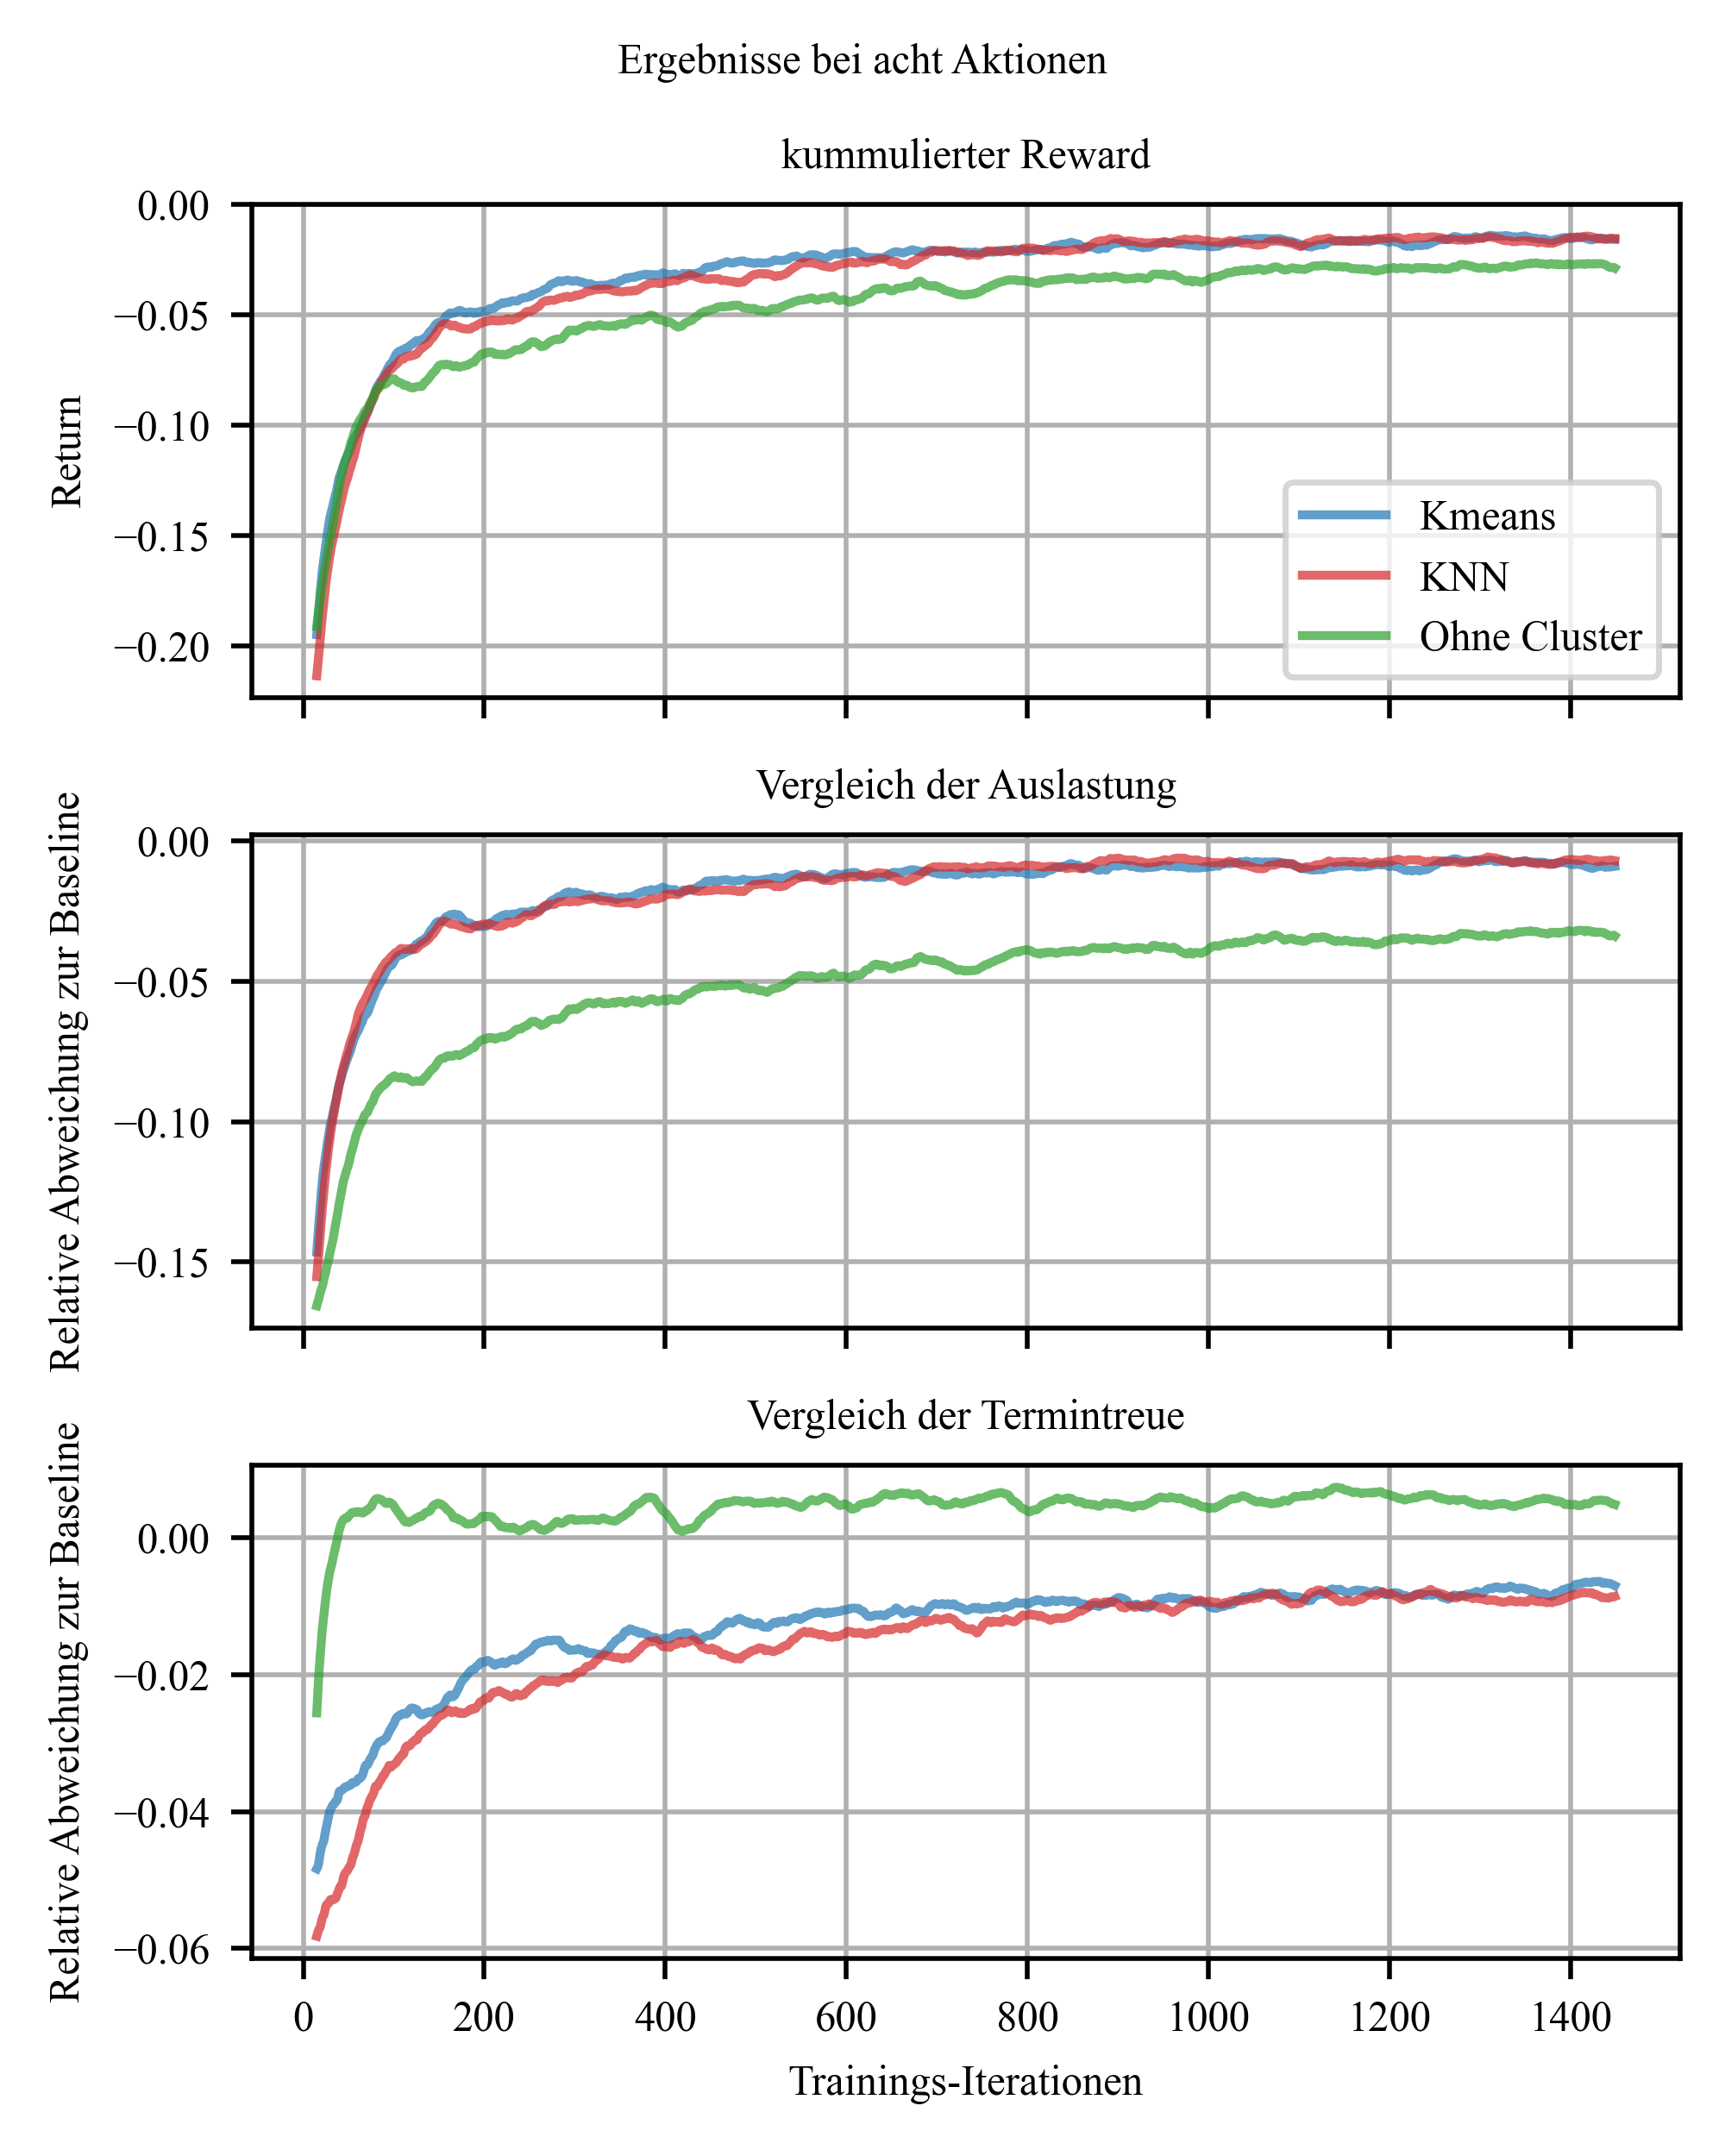 Ergebnisse bei acht Aktionen
kummulierter Reward
Return
0.00
−0.05
−0.10
−0.15
−0.20
Kmeans
KNN
Ohne Cluster
Vergleich der Auslastung
Relative Abweichung zur Baseline
0.00
−0.05
−0.10
−0.15
Vergleich der Termintreue
Relative Abweichung zur Baseline
0.00
−0.02
−0.04
−0.06
0 200 400 600 800 1000 1200 1400
Trainings-Iterationen